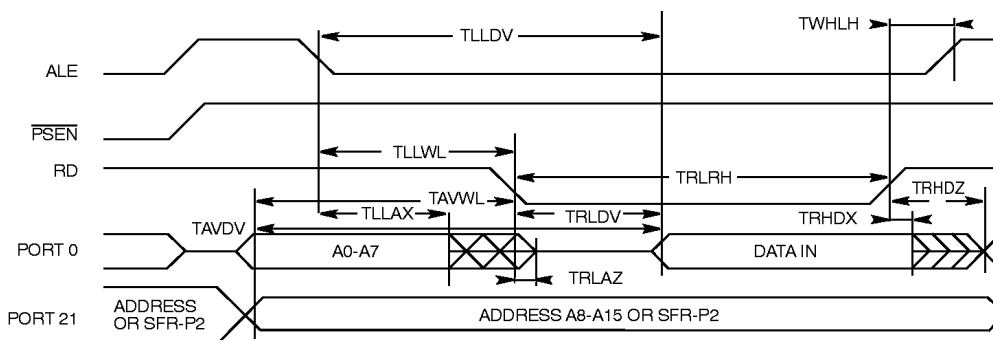 TLLDV
TWHLH
ALE
PSEN
TLLWL
RD
TRLRH
TAVWL
TRHDZ
TLLAX
TRLDV
TRHDX
TAVDV
PORT 0
A0-A7
DATA IN
TRLAZ
ADDRESS
OR SFR-P2
PORT 21
ADDRESS A8-A15 OR SFR-P2